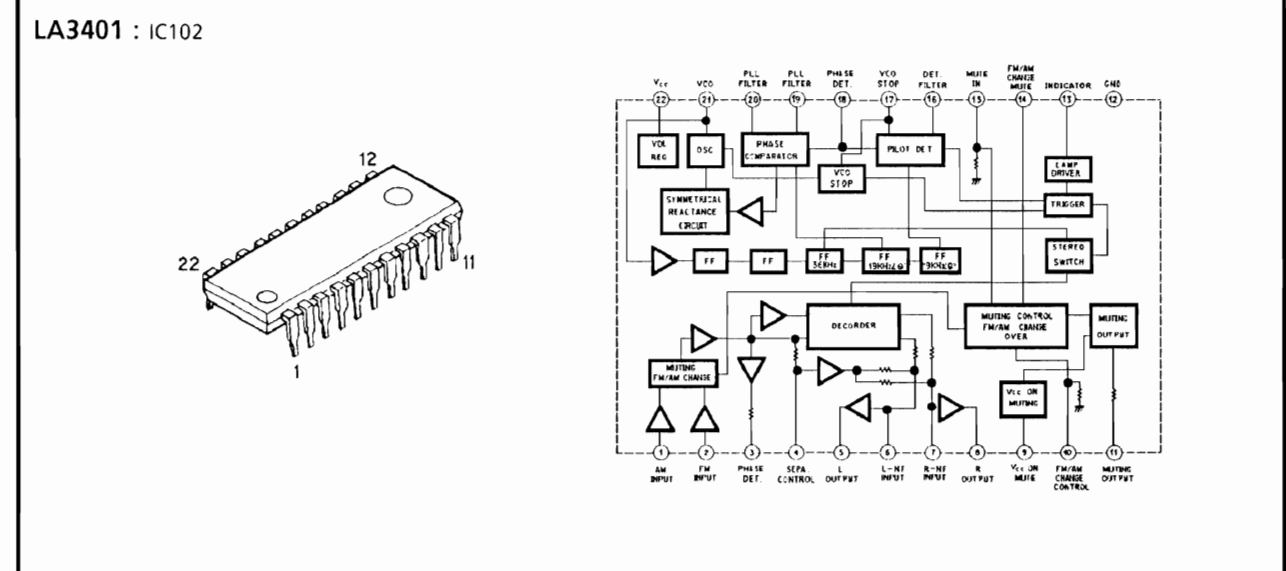 LA3401 : IC102
12
22
11
1
Vcc
VCO
PLL
FILTER
PLL
FILTER
PHASE
DET.
VCO
STOP
DET.
FILTER
MUTE
IN
FM/AM
CHANGE
MUTE
INDICATOR
GND
22
21
20
19
18
17
16
15
14
13
12
VOL
REG
OSC
PHASE
COMPARATOR
VCO
STOP
PILOT DET
LAMP
DRIVER
TRIGGER
SYMMETRICAL
REACTANCE
CIRCUIT
STEREO
SWITCH
FF
FF
FF
38KHz
FF
19KHz∠0
FF
DECORDER
MUTING CONTROL
FM/AM CHANGE
OVER
MUTING
OUTPUT
MUTING
FM/AM CHANGE
Vcc ON
MUTING
1
2
3
4
5
6
7
8
9
10
11
AM
INPUT
FM
INPUT
PHASE
DET.
SEPA.
CONTROL
L
OUTPUT
L-NF
INPUT
R-NF
INPUT
R
OUTPUT
Vcc ON
MUTE
FM/AM
CHANGE
CONTROL
MUTING
OUTPUT